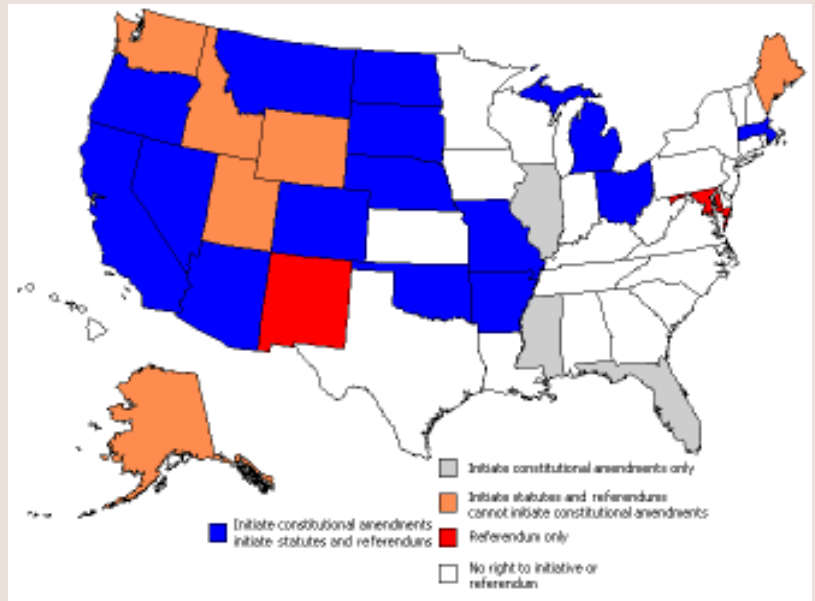 Initiate constitutional amendments only
Initiate statutes and referendures
cannot initiate constitutional amendments
Initiate constitutional amendments
initiate statutes and referendums
Referendum only
No right to initiative or
referendum